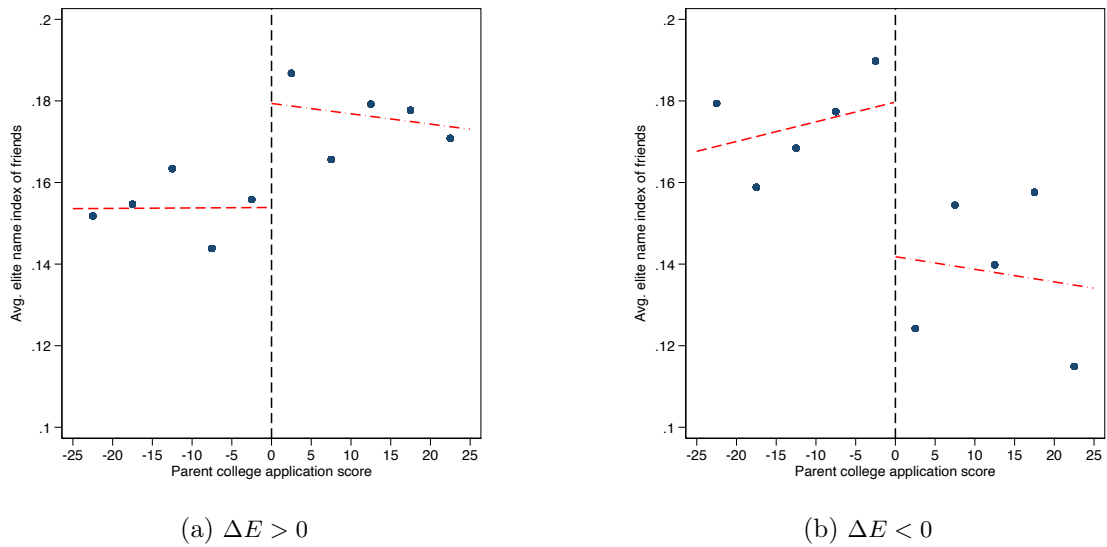 .2
.18
.16
.14
.12
.1
Avg. elite name index of friends
-25 -20 -15 -10 -5 0 5 10 15 20 25
Parent college application score
(a) ΔE > 0
.2
.18
.16
.14
.12
.1
Avg. elite name index of friends
-25 -20 -15 -10 -5 0 5 10 15 20 25
Parent college application score
(b) ΔE < 0